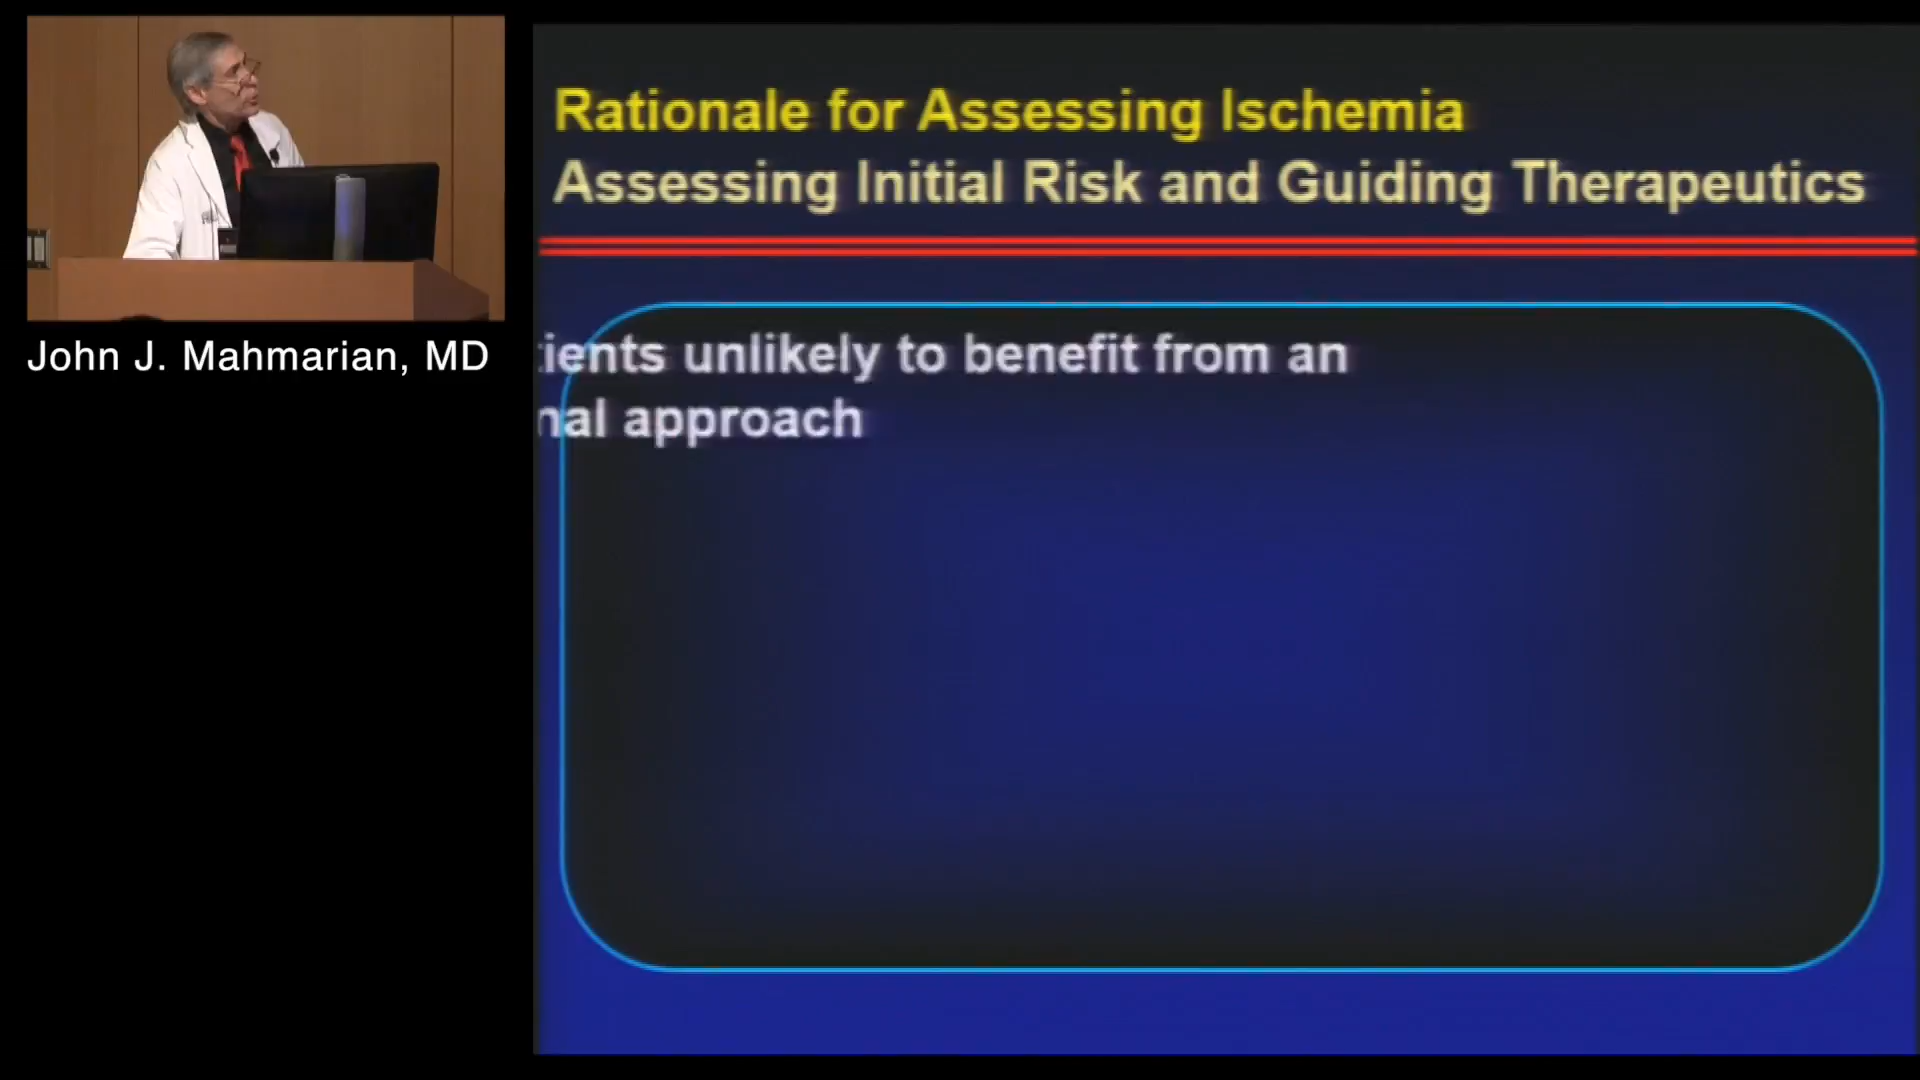 Rationale for Assessing Ischemia
Assessing Initial Risk and Guiding Therapeutics
John J. Mahmarian, MD
ients unlikely to benefit from an
nal approach